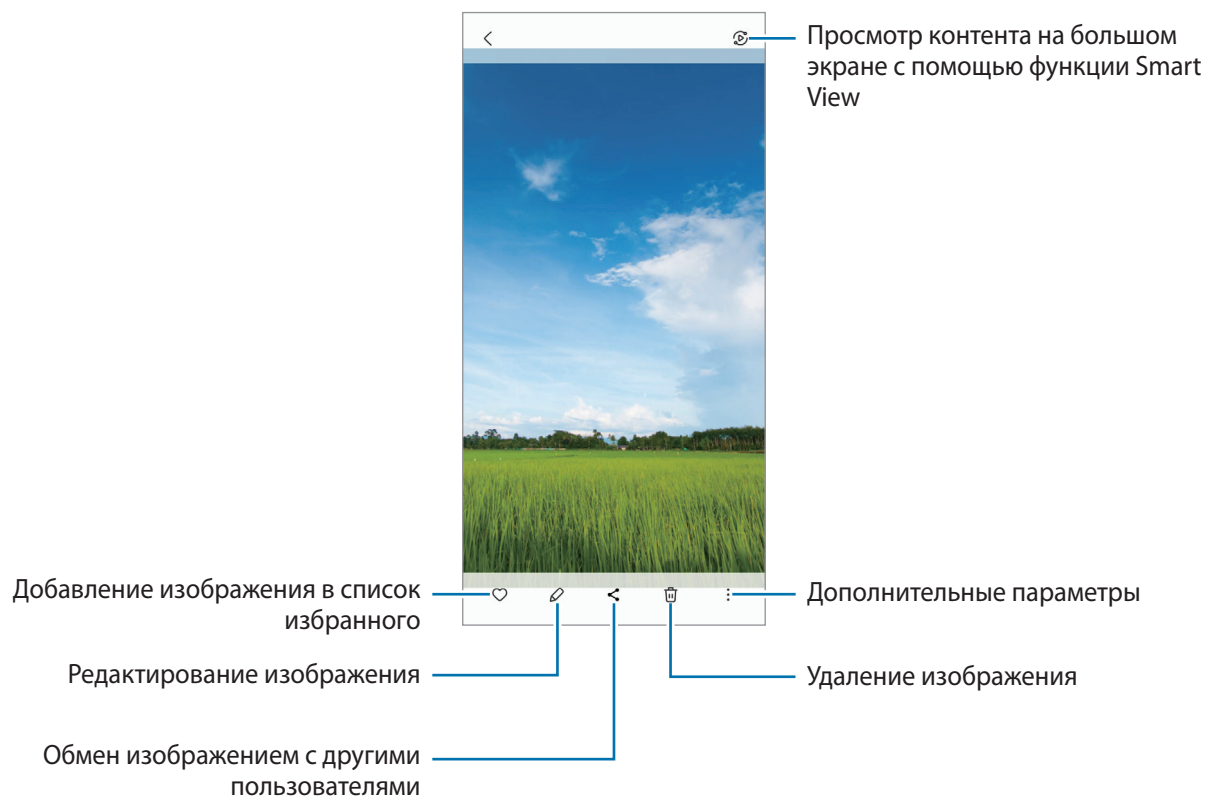 Просмотр контента на большом
экране с помощью функции Smart
View
Добавление изображения в список
избранного
Дополнительные параметры
Редактирование изображения
Удаление изображения
Обмен изображением с другими
пользователями